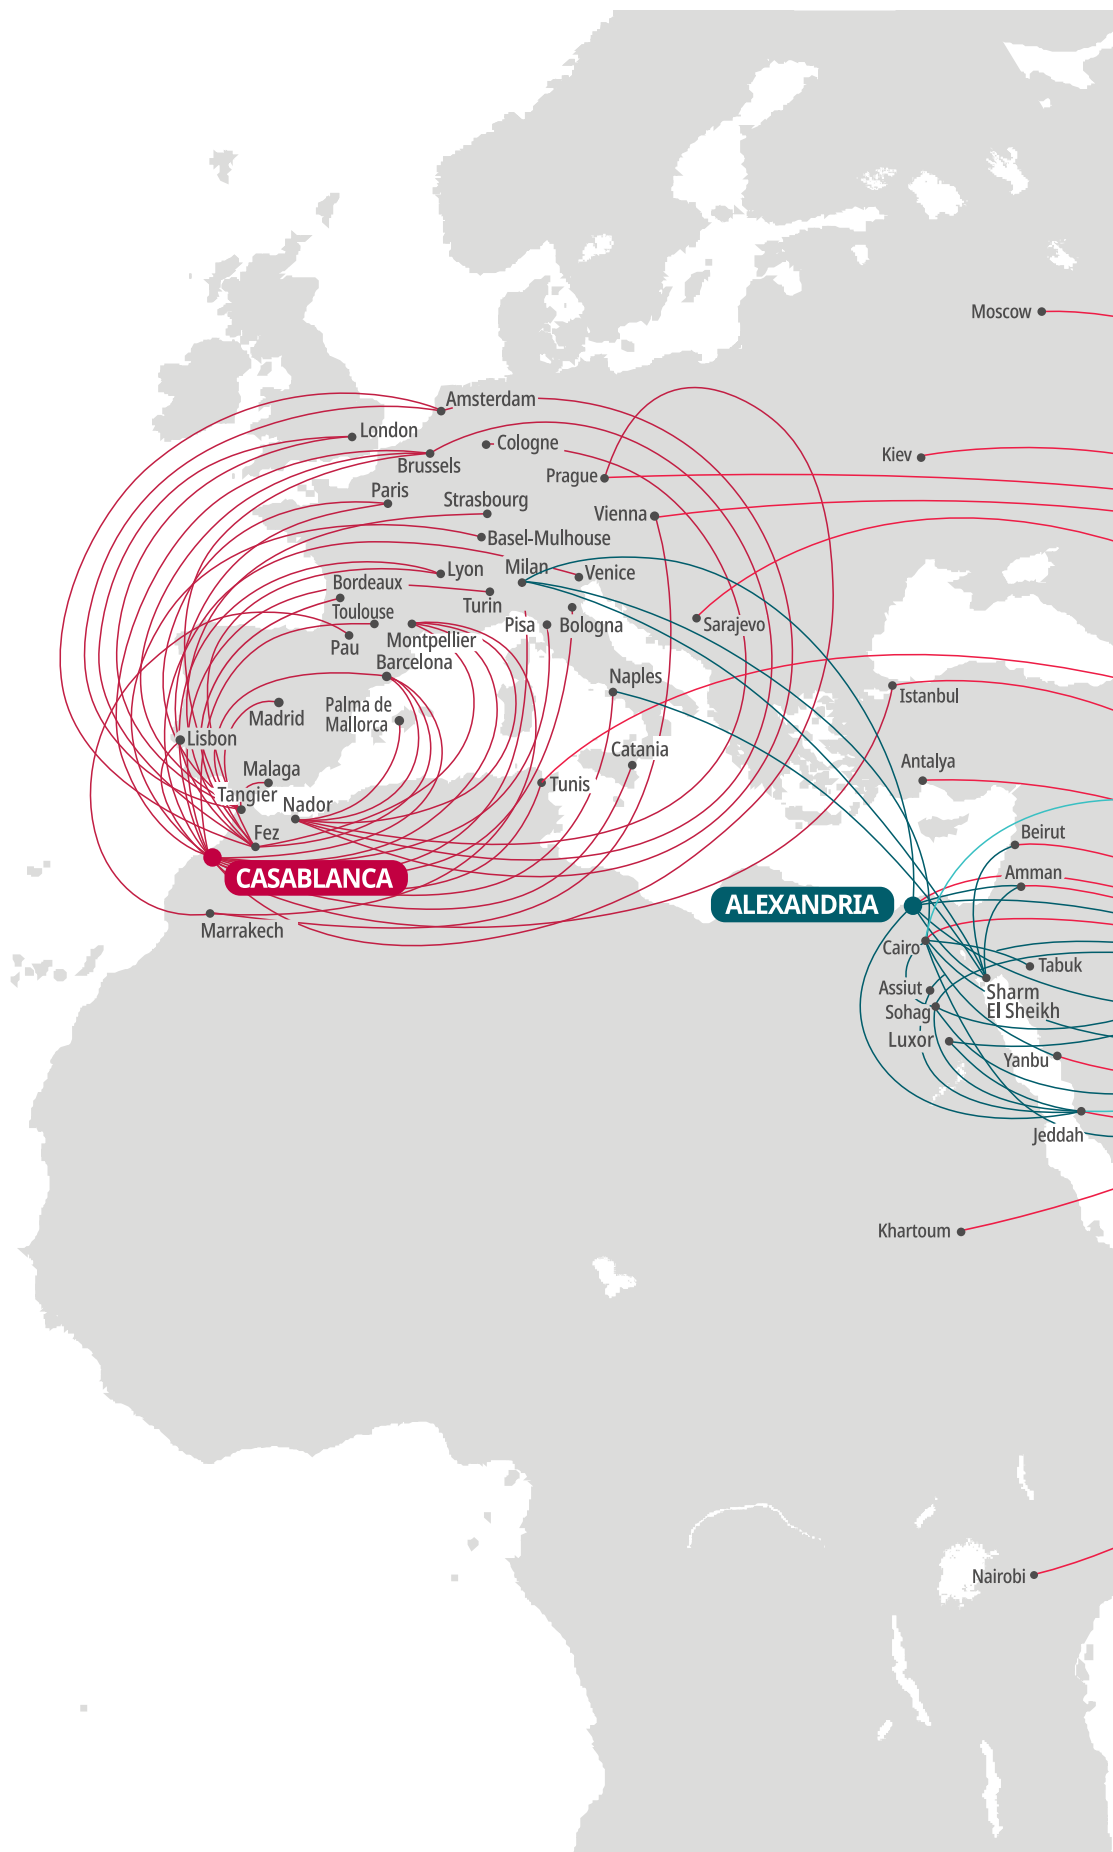 Moscow
Amsterdam
London
Cologne
Brussels
Kiev
Prague
Paris
Strasbourg
Vienna
Basel-Mulhouse
Milan
Lyon
Venice
Bordeaux
Turin
Toulouse
Pisa
Bologna
Sarajevo
Montpellier
Pau
Barcelona
Naples
Istanbul
Palma de
Mallorca
Madrid
Lisbon
Catania
Antalya
Malaga
Tunis
Tangier
Nador
Fez
Beirut
CASABLANCA
Amman
ALEXANDRIA
Marrakech
Cairo
Tabuk
Assiut
Sharm
El Sheikh
Sohag
Luxor
Yanbu
Jeddah
Khartoum
Nairobi